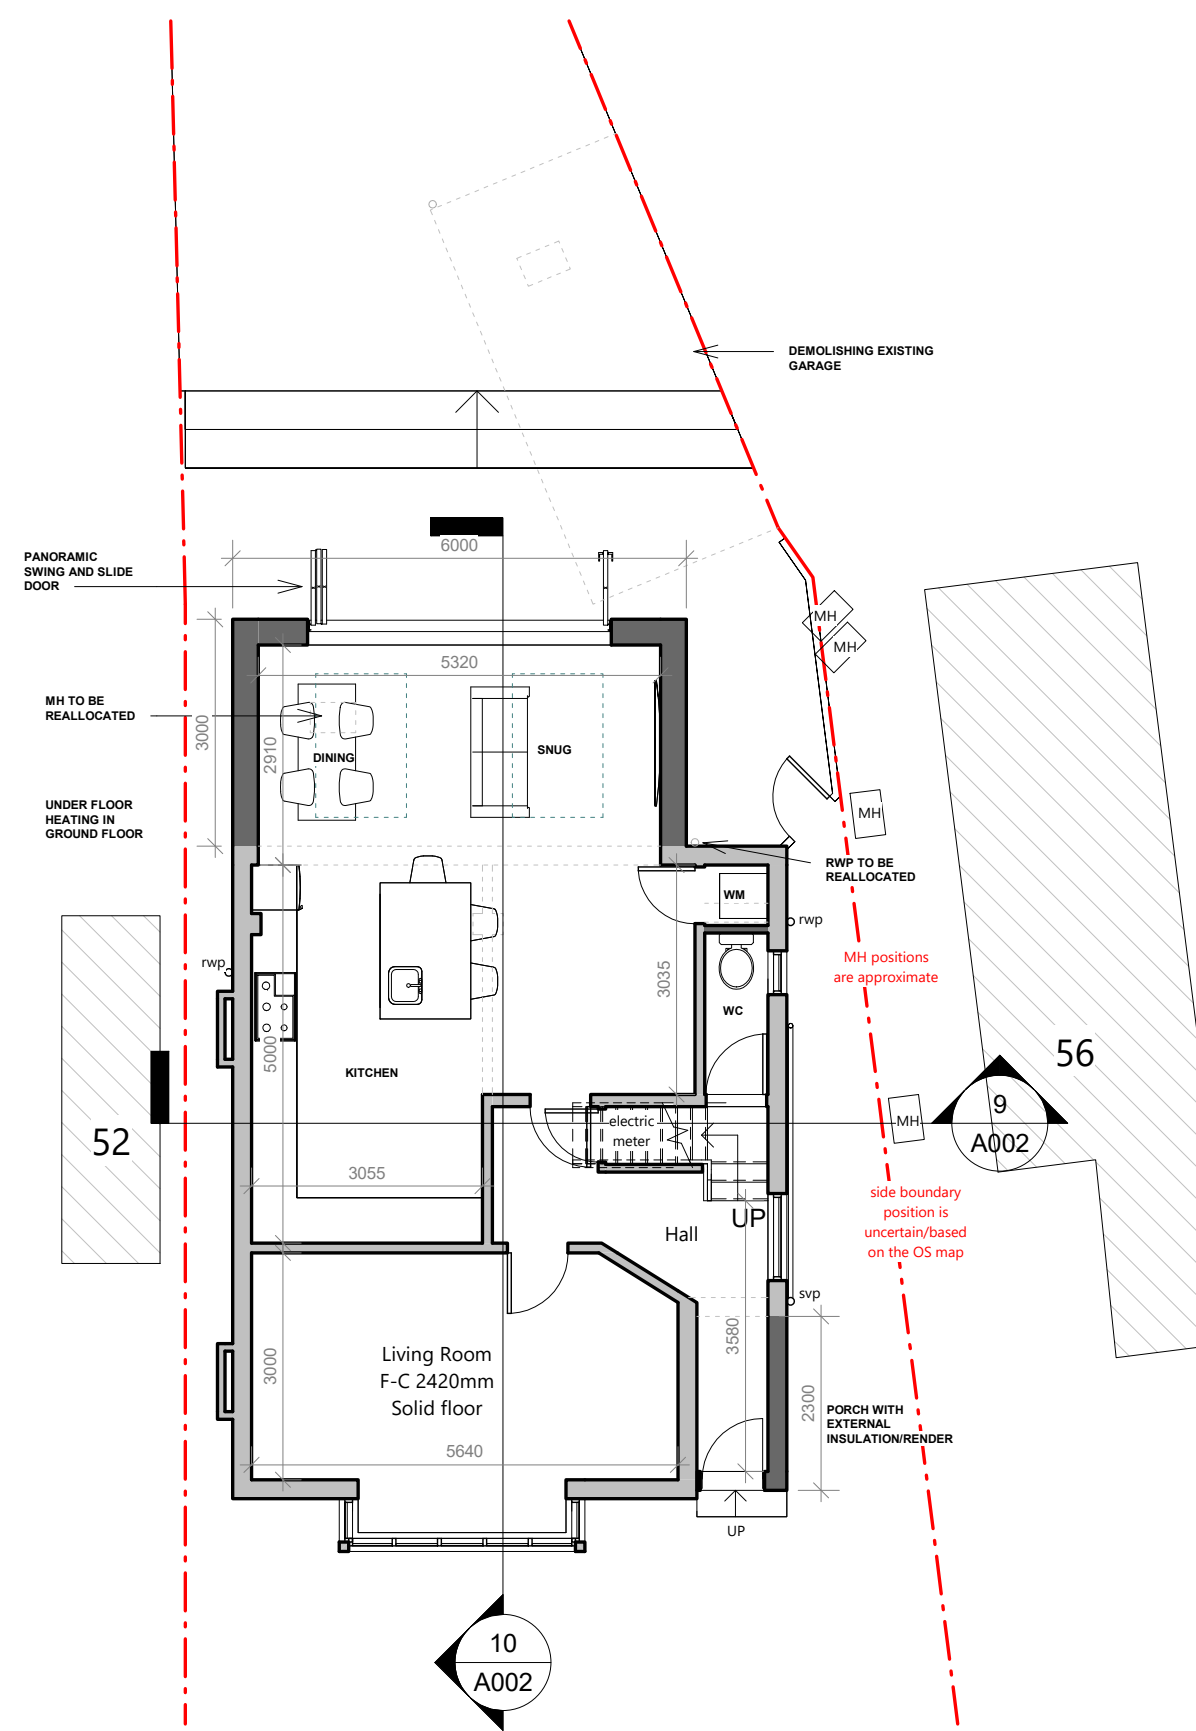 DEMOLISHING EXISTING
GARAGE
6000
PANORAMIC
SWING AND SLIDE
DOOR
MH
MH
5320
MH TO BE
REALLOCATED
3000
2910
DINING
SNUG
UNDER FLOOR
HEATING IN
GROUND FLOOR
MH
RWP TO BE
REALLOCATED
WM
rwp
rwp
MH positions
are approximate
3035
WC
5000
KITCHEN
56
9
A002
MH
electric
meter
52
3055
side boundary
position is
uncertain/based
on the OS map
UP
Hall
svp
3580
Living Room
F-C 2420mm
Solid floor
3000
2300
PORCH WITH
EXTERNAL
INSULATION/RENDER
5640
UP
10
A002